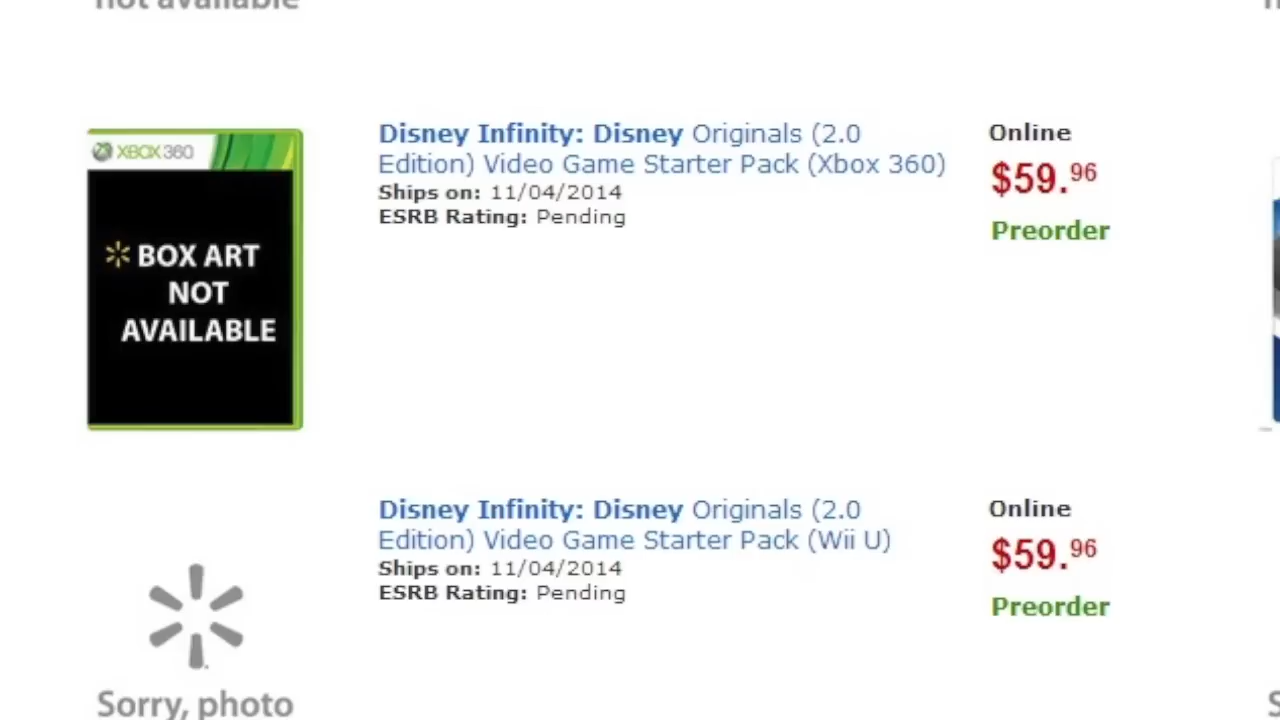 not available
XBOX 360
BOX ART
NOT
AVAILABLE
Disney Infinity: Disney Originals (2.0
Edition) Video Game Starter Pack (Xbox 360)
Ships on: 11/04/2014
ESRB Rating: Pending
Online
$59.96
Preorder
Disney Infinity: Disney Originals (2.0
Edition) Video Game Starter Pack (Wii U)
Ships on: 11/04/2014
ESRB Rating: Pending
Online
$59.96
Preorder
Sorry, photo